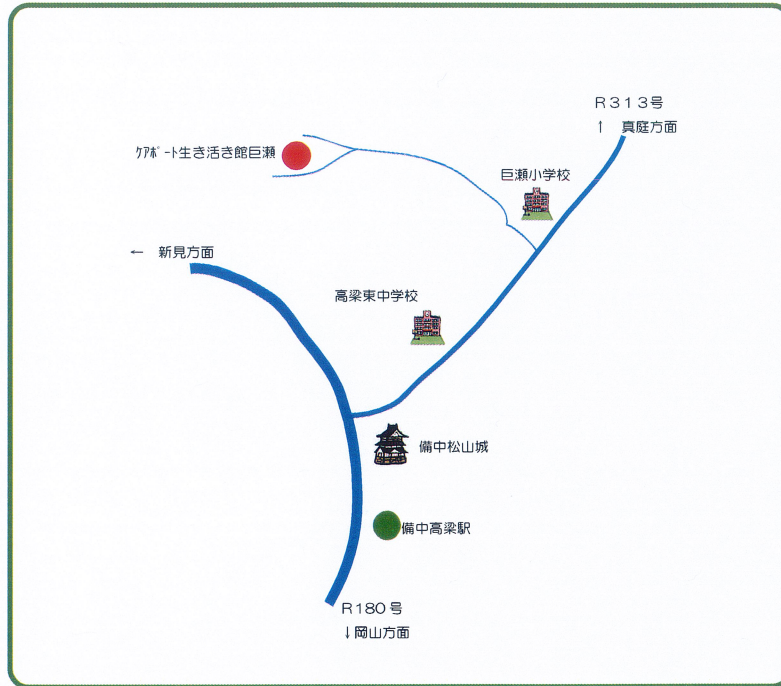 R313号
↑ 真庭方面
ｹｱﾎﾟｰﾄ生き活き館巨瀬
巨瀬小学校
← 新見方面
高梁東中学校
備中松山城
備中高梁駅
R180号
↓岡山方面